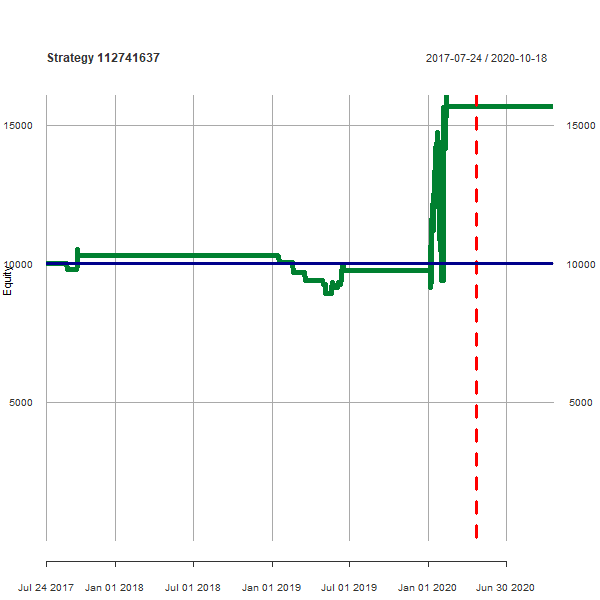 Strategy 112741637
2017-07-24 / 2020-10-18
15000 15000
10000 10000
Equity
5000 5000
Jul 24 2017 Jan 01 2018 Jul 01 2018 Jan 01 2019 Jul 01 2019 Jan 01 2020 Jun 30 2020